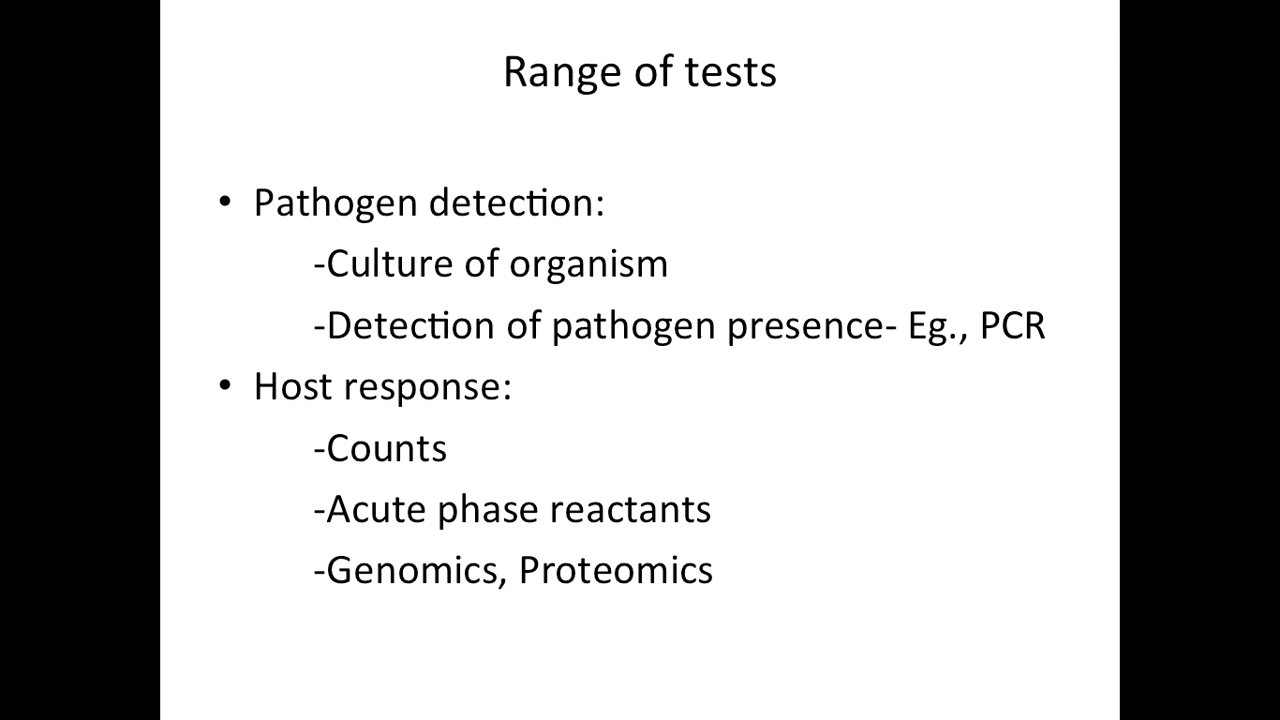 Range of tests
• Pathogen detection:
-Culture of organism
-Detection of pathogen presence- Eg., PCR
• Host response:
-Counts
-Acute phase reactants
-Genomics, Proteomics